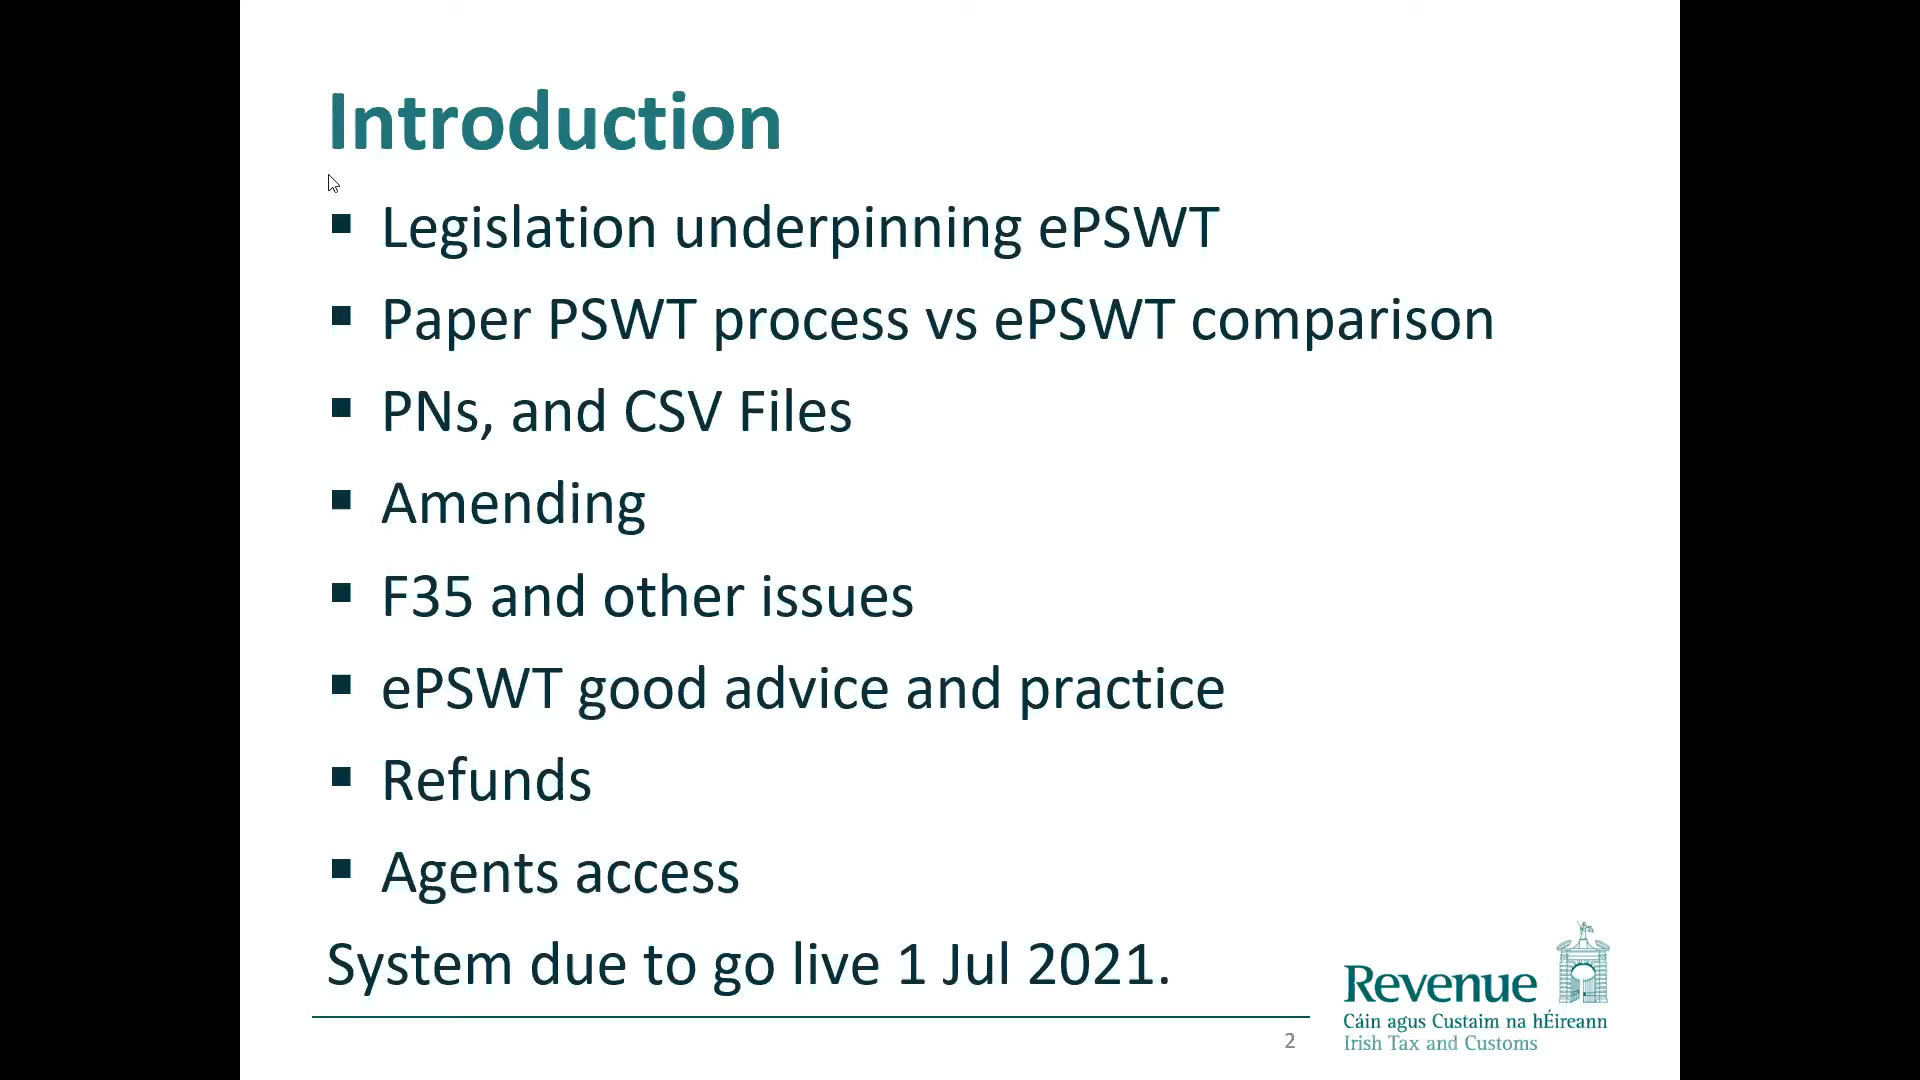 Introduction
▪ Legislation underpinning ePSWT
▪ Paper PSWT process vs ePSWT comparison
▪ PNs, and CSV Files
▪ Amending
▪ F35 and other issues
▪ ePSWT good advice and practice
▪ Refunds
▪ Agents access
System due to go live 1 Jul 2021.
2
Revenue
Cáin agus Custaim na hÉireann
Irish Tax and Customs